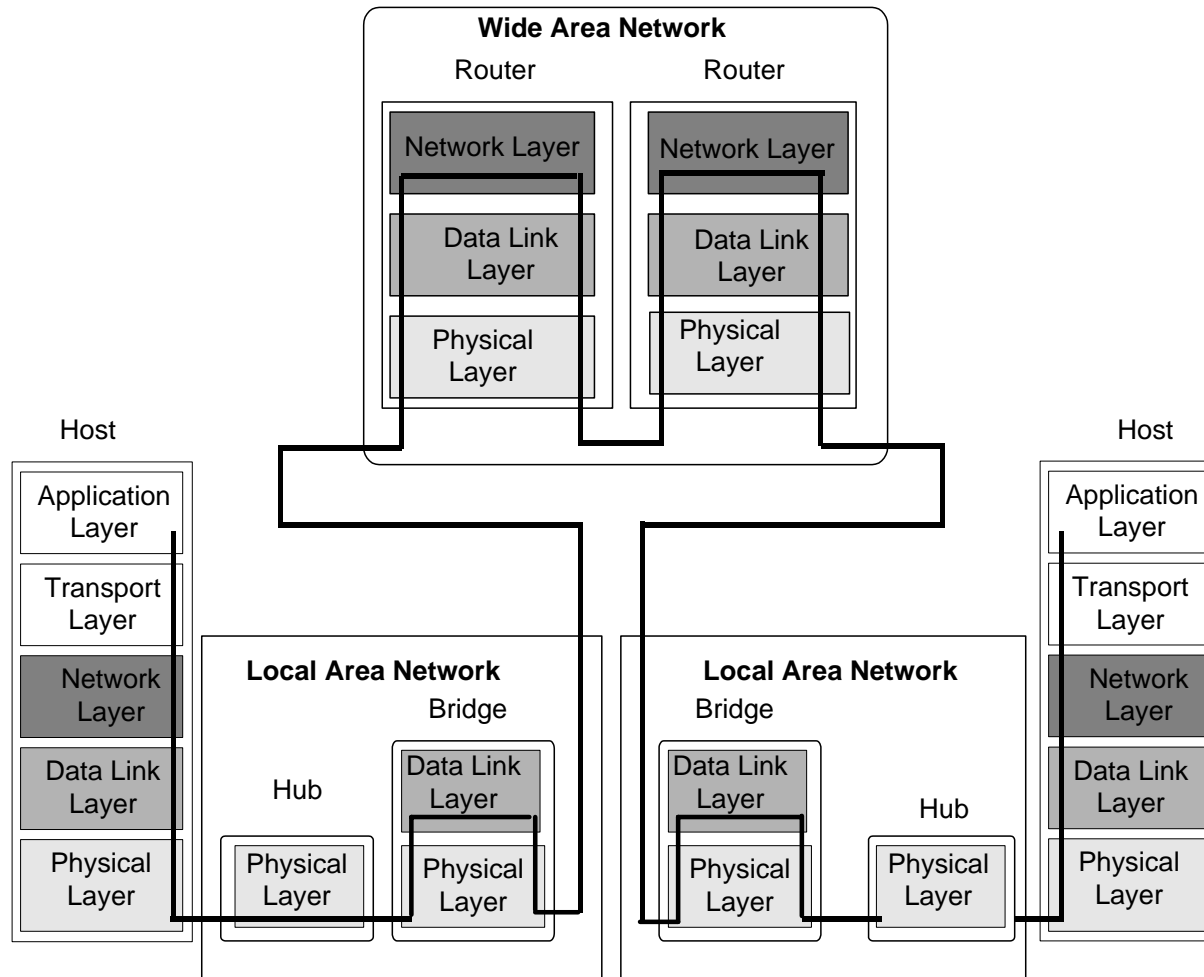 Wide Area Network
Router
Router
Network Layer
Network Layer
Data Link
Layer
Data Link
Layer
Physical
Layer
Physical
Layer
Host
Application
Layer
Transport
Layer
Network
Layer
Data Link
Layer
Physical
Layer
Local Area Network
Hub
Physical
Layer
Bridge
Data Link
Layer
Physical
Layer
Local Area Network
Bridge
Data Link
Layer
Physical
Layer
Hub
Physical
Layer
Host
Application
Layer
Transport
Layer
Network
Layer
Data Link
Layer
Physical
Layer